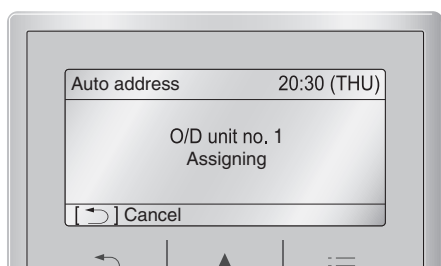 Auto address 20:30 (THU)
O/D unit no. 1
Assigning
[⮌] Cancel